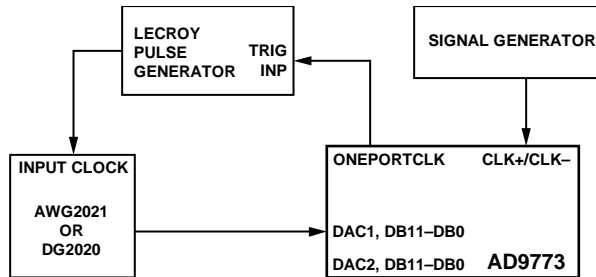 LECROY
PULSE
GENERATOR
TRIG
INP
SIGNAL GENERATOR
INPUT CLOCK
AWG2021
OR
DG2020
ONEPORTCLK
CLK+/CLK–
DAC1, DB11–DB0
DAC2, DB11–DB0
AD9773